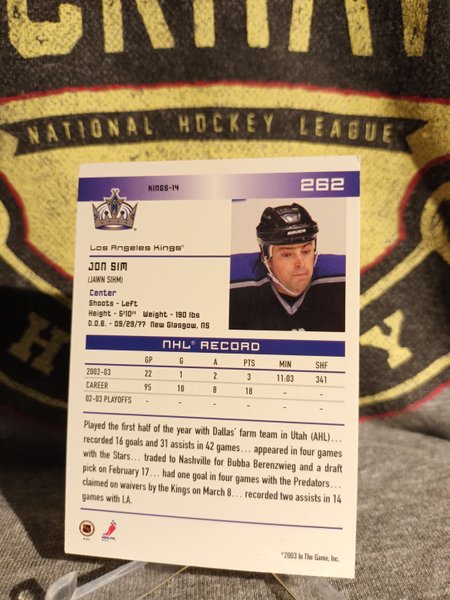 CKHAW
NATIONAL HOCKEY LEAGUE
KINGS-14
262
Los Angeles Kings
JON SIM
(JAWN SIHM)
Center
Shoots - Left
Height - 5'10" Weight - 190 lbs
D.O.B. - 09/29/77 New Glasgow, NS
NHL RECORD
GP G A PTS MIN SHF
2002-03 22 1 2 3 11:03 341
CAREER 95 10 8 18 - -
02-03 PLAYOFFS - - - - - -
Played the first half of the year with Dallas' farm team in Utah (AHL)...
recorded 16 goals and 31 assists in 42 games... appeared in four games
with the Stars... traded to Nashville for Bubba Berenzwieg and a draft
pick on February 17... had one goal in four games with the Predators...
claimed on waivers by the Kings on March 8... recorded two assists in 14
games with LA.
©2003 In The Game, Inc.